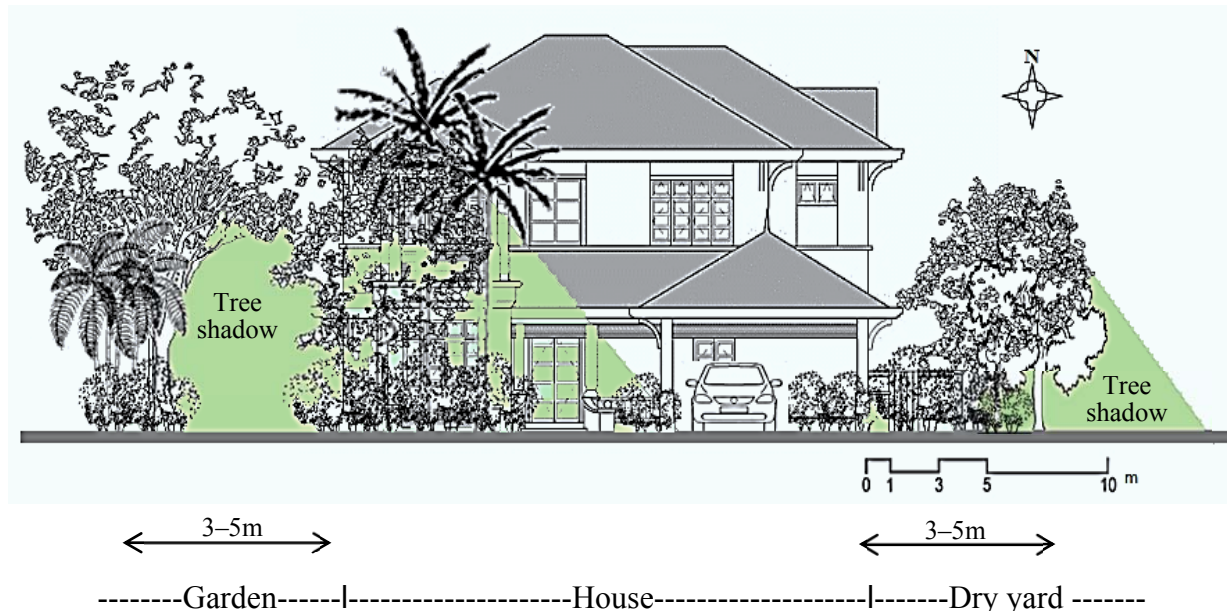 N
Tree
shadow
Tree
shadow
0 1 3 5 10 m
3–5m
3–5m
--------Garden------I-------------------House------------------I-------Dry yard -------